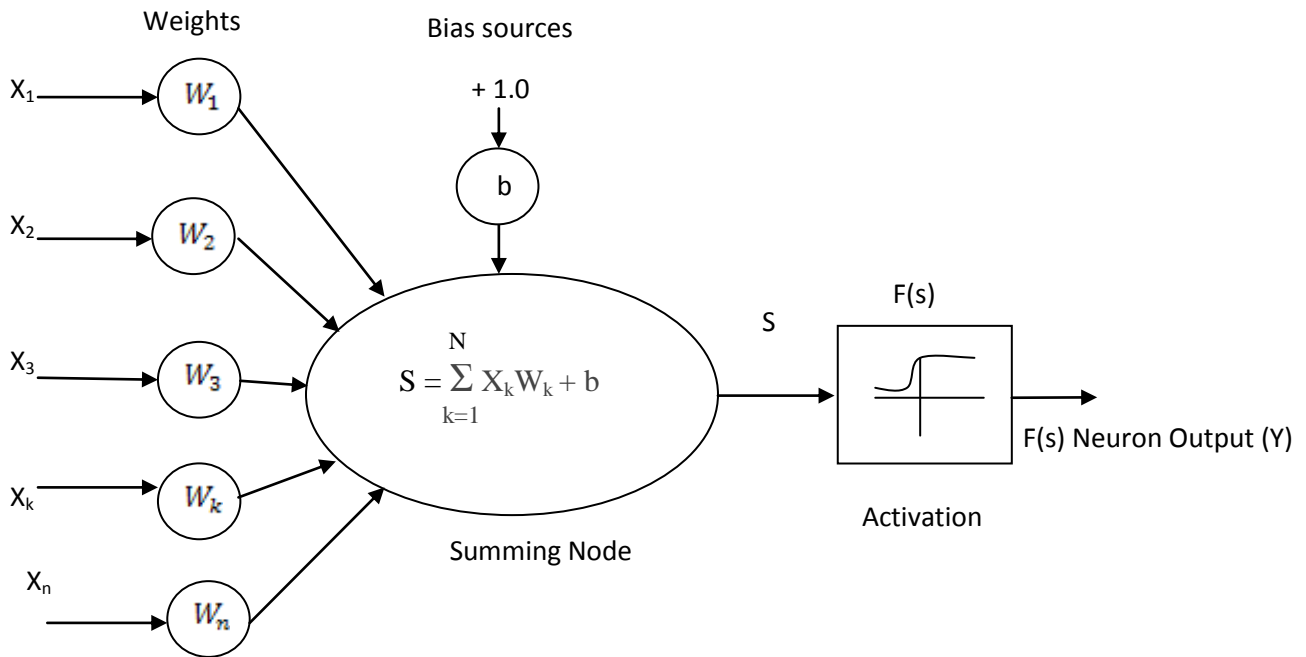 Weights
Bias sources
X₁
W₁
+ 1.0
b
X₂
W₂
F(s)
S
N
S = Σ XₖWₖ + b
k=1
X₃
W₃
F(s) Neuron Output (Y)
Xₖ
Wₖ
Activation
Summing Node
Xₙ
Wₙ